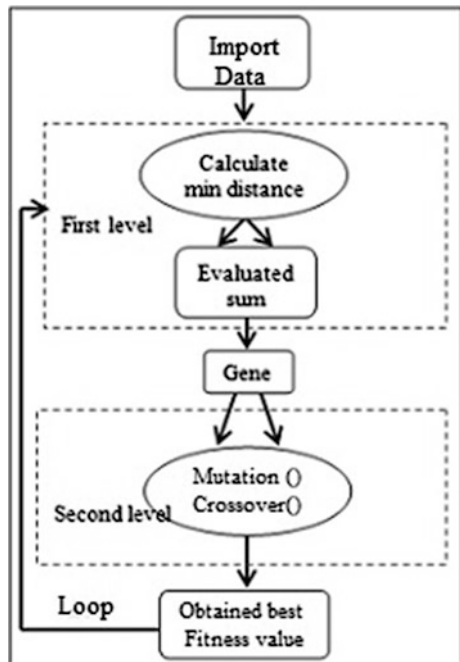 Import
Data
Calculate
min distance
First level
Evaluated
sum
Gene
Mutation ()
Crossover()
Second level
Loop
Obtained best
Fitness value